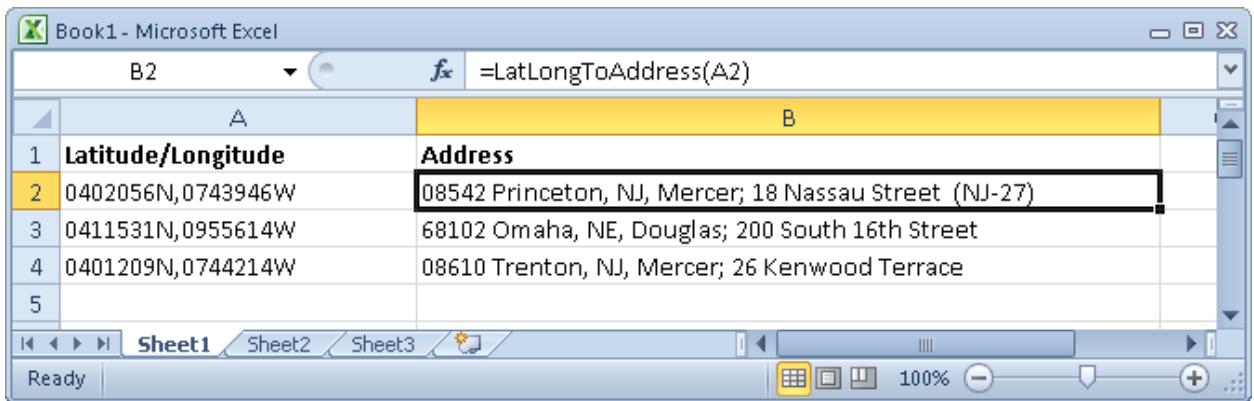 Book1 - Microsoft Excel
B2 fx =LatLongToAddress(A2)
A B
1 Latitude/Longitude Address
2 0402056N,0743946W 08542 Princeton, NJ, Mercer; 18 Nassau Street  (NJ-27)
3 0411531N,0955614W 68102 Omaha, NE, Douglas; 200 South 16th Street
4 0401209N,0744214W 08610 Trenton, NJ, Mercer; 26 Kenwood Terrace
5
Sheet1 Sheet2 Sheet3
Ready 100%